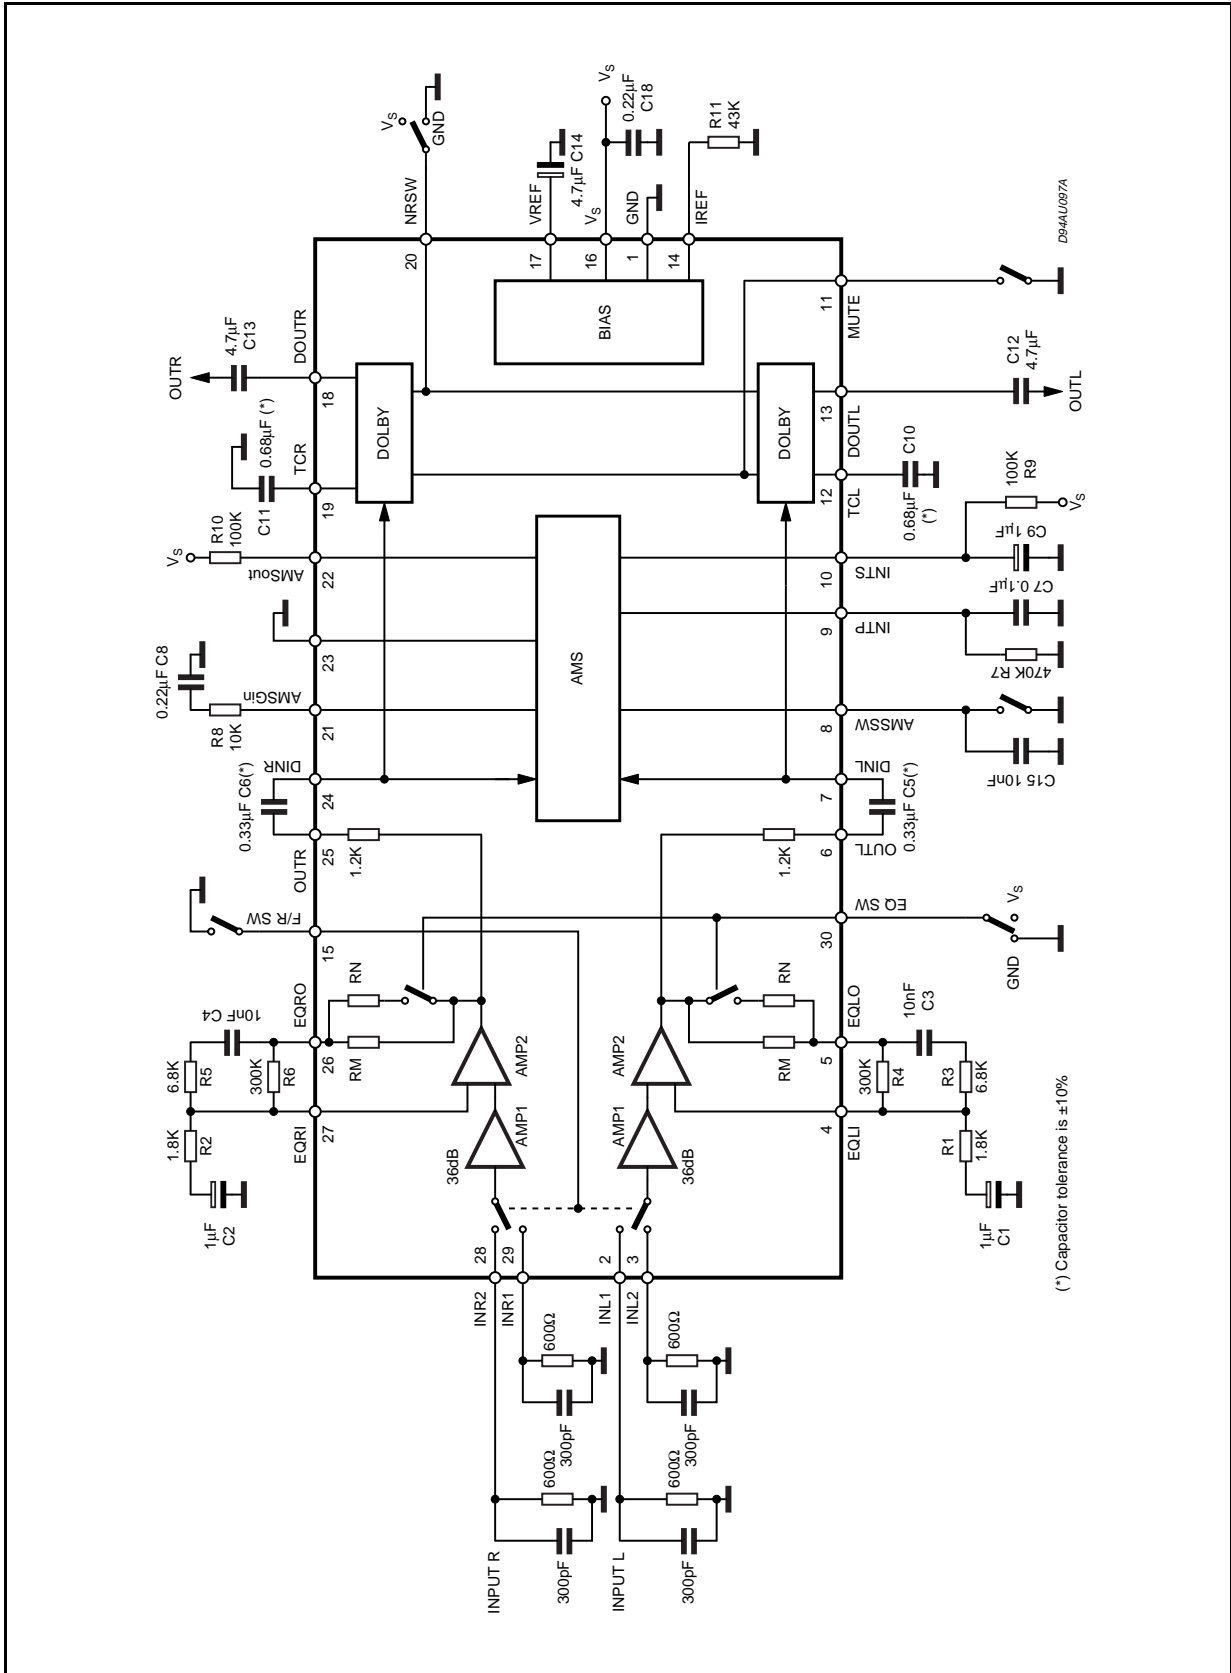 INPUT R
300pF
600Ω
300pF
600Ω
INR2
INR1
28
29
INPUT L
300pF
600Ω
300pF
600Ω
INL1
INL2
2
3
1µF
C2
1.8K
R2
6.8K
R5
10nF C4
300K
R6
EQRI
27
EQRO
26
RM
RN
36dB
AMP1
AMP2
F/R SW
15
OUTR
25
1.2K
0.33µF C6(*)
DINR
24
R8
10K
0.22µF C8
AMSGin
21
23
VS
R10
100K
AMSout
22
C11
0.68µF (*)
TCR
19
OUTR
4.7µF
C13
DOUTR
18
DOLBY
VS
GND
NRSW
20
VREF
4.7µF C14
17
VS
VS
16
0.22µF
C18
GND
1
IREF
14
R11
43K
BIAS
AMS
36dB
AMP1
AMP2
RM
RN
1.2K
DOLBY
1µF
C1
R1
1.8K
R3
6.8K
10nF
C3
300K
R4
4
EQLI
5
EQLO
30
EQ SW
GND
VS
6
OUTL
0.33µF C5(*)
7
DINL
8
AMSSW
C15 10nF
9
INTP
470K R7
C7 0.1µF
10
INTS
C9 1µF
100K
R9
VS
12
TCL
0.68µF
(*)
C10
13
DOUTL
C12
4.7µF
OUTL
11
MUTE
(*) Capacitor tolerance is ±10%
D94AU097A